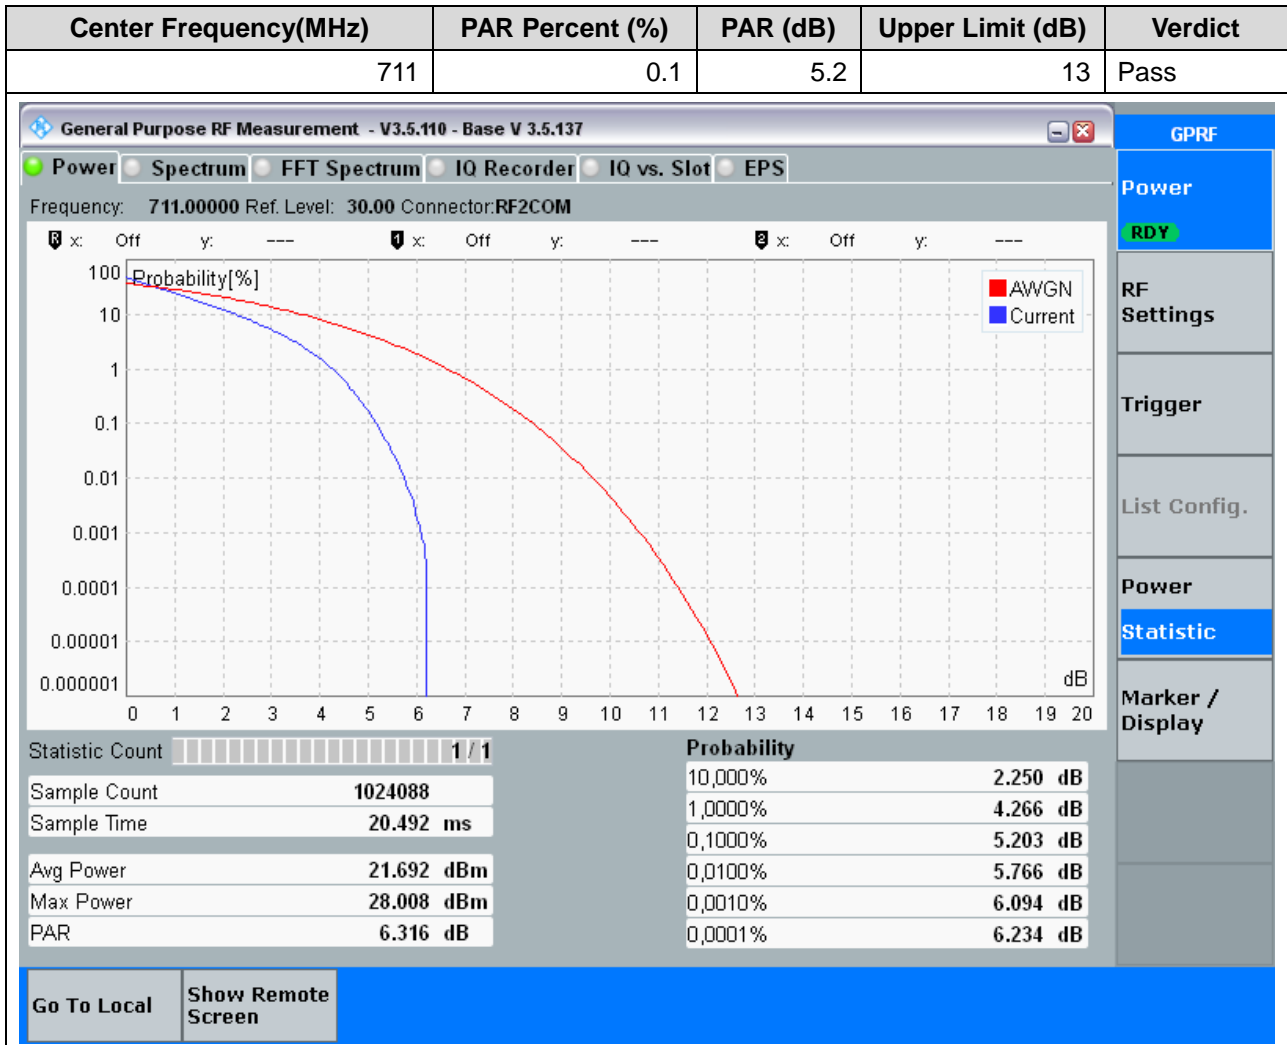 Center Frequency(MHz) PAR Percent (%) PAR (dB) Upper Limit (dB) Verdict
711 0.1 5.2 13 Pass
General Purpose RF Measurement - V3.5.110 - Base V 3.5.137
GPRF
Power Spectrum FFT Spectrum IQ Recorder IQ vs. Slot EPS
Power
RDY
Frequency: 711.00000 Ref. Level: 30.00 Connector:RF2COM
R x: Off y: --- 1 x: Off y: --- 2 x: Off y: ---
Probability[%]
AWGN
Current
100
10
1
0.1
0.01
0.001
0.0001
0.00001
0.000001
dB
0 1 2 3 4 5 6 7 8 9 10 11 12 13 14 15 16 17 18 19 20
RF
Settings
Trigger
List Config.
Power
Statistic
Marker /
Display
Statistic Count 1 / 1
Sample Count 1024088
Sample Time 20.492 ms
Avg Power 21.692 dBm
Max Power 28.008 dBm
PAR 6.316 dB
Probability
10,000% 2.250 dB
1,0000% 4.266 dB
0,1000% 5.203 dB
0,0100% 5.766 dB
0,0010% 6.094 dB
0,0001% 6.234 dB
Go To Local
Show Remote
Screen